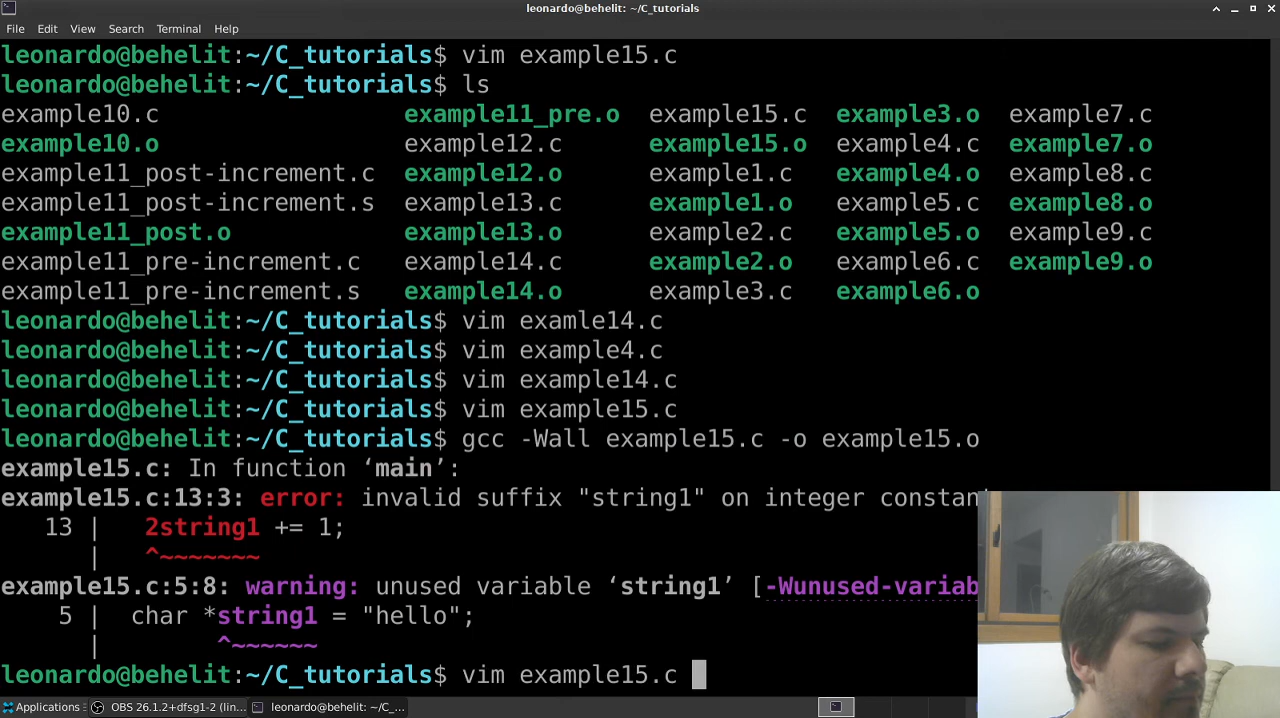 leonardo@behelit: ~/C_tutorials
File Edit View Search Terminal Help
leonardo@behelit:~/C_tutorials$ vim example15.c
leonardo@behelit:~/C_tutorials$ ls
example10.c example11_pre.o example15.c example3.o example7.c
example10.o example12.c example15.o example4.c example7.o
example11_post-increment.c example12.o example1.c example4.o example8.c
example11_post-increment.s example13.c example1.o example5.c example8.o
example11_post.o example13.o example2.c example5.o example9.c
example11_pre-increment.c example14.c example2.o example6.c example9.o
example11_pre-increment.s example14.o example3.c example6.o
leonardo@behelit:~/C_tutorials$ vim examle14.c
leonardo@behelit:~/C_tutorials$ vim example4.c
leonardo@behelit:~/C_tutorials$ vim example14.c
leonardo@behelit:~/C_tutorials$ vim example15.c
leonardo@behelit:~/C_tutorials$ gcc -Wall example15.c -o example15.o
example15.c: In function ‘main’:
example15.c:13:3: error: invalid suffix "string1" on integer constant
13 | 2string1 += 1;
| ^~~~~~~~
example15.c:5:8: warning: unused variable ‘string1’ [-Wunused-variab
5 | char *string1 = "hello";
| ^~~~~~~
leonardo@behelit:~/C_tutorials$ vim example15.c
Applications OBS 26.1.2+dfsg1-2 (lin... leonardo@behelit: ~/C_...